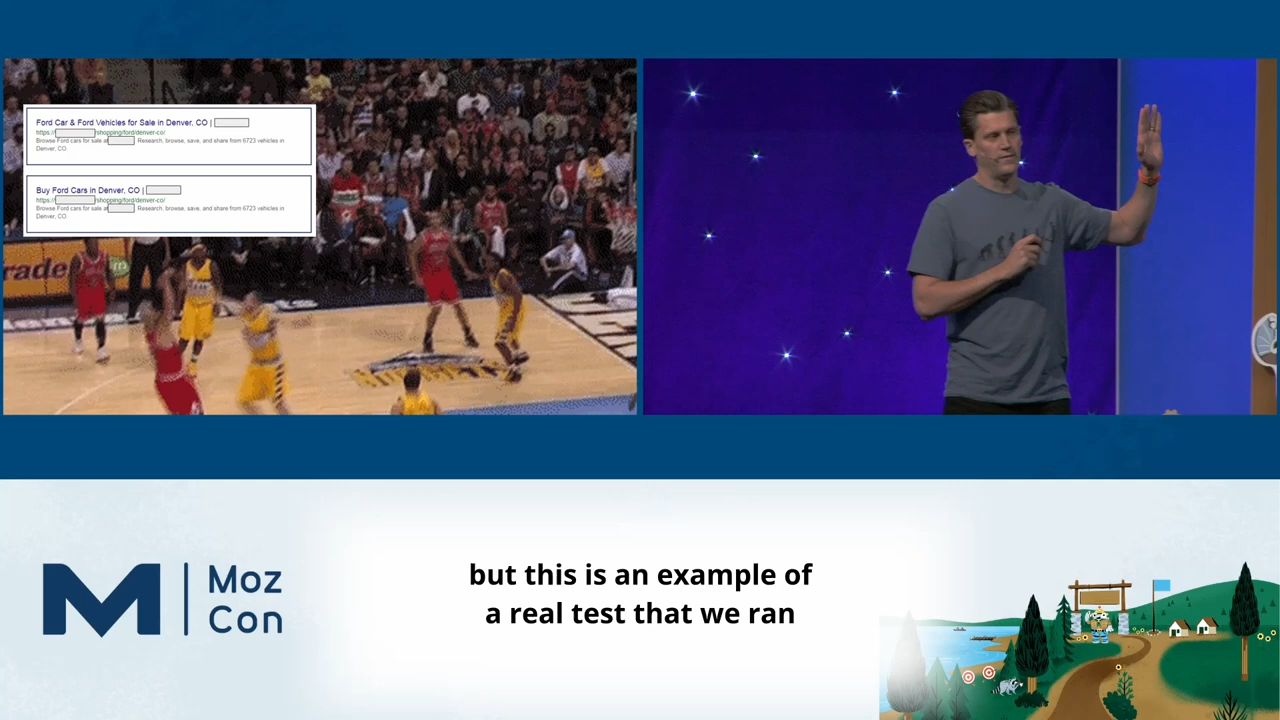 Ford Car & Ford Vehicles for Sale in Denver, CO |
https:// /shopping/ford/denver-co/
Browse Ford cars for sale at Research, browse, save, and share from 6723 vehicles in
Denver, CO.
Buy Ford Cars in Denver, CO |
https:// /shopping/ford/denver-co/
Browse Ford cars for sale at Research, browse, save, and share from 6723 vehicles in
Denver, CO.
trade
but this is an example of
a real test that we ran
M | Moz
Con